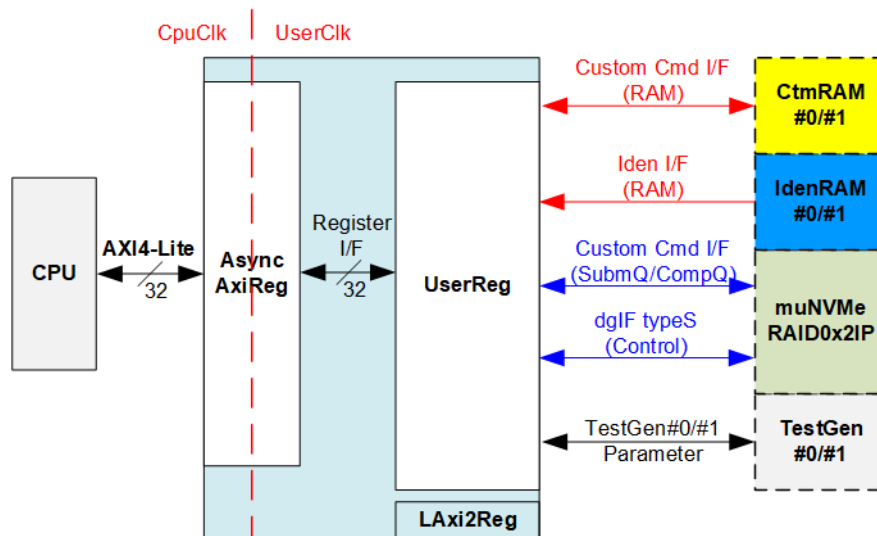 CpuClk
UserClk
CPU
AXI4-Lite
32
Async
AxiReg
Register
I/F
32
UserReg
LAxi2Reg
Custom Cmd I/F
(RAM)
Iden I/F
(RAM)
Custom Cmd I/F
(SubmQ/CompQ)
dgIF typeS
(Control)
TestGen#0/#1
Parameter
CtmRAM
#0/#1
IdenRAM
#0/#1
muNVMe
RAID0x2IP
TestGen
#0/#1